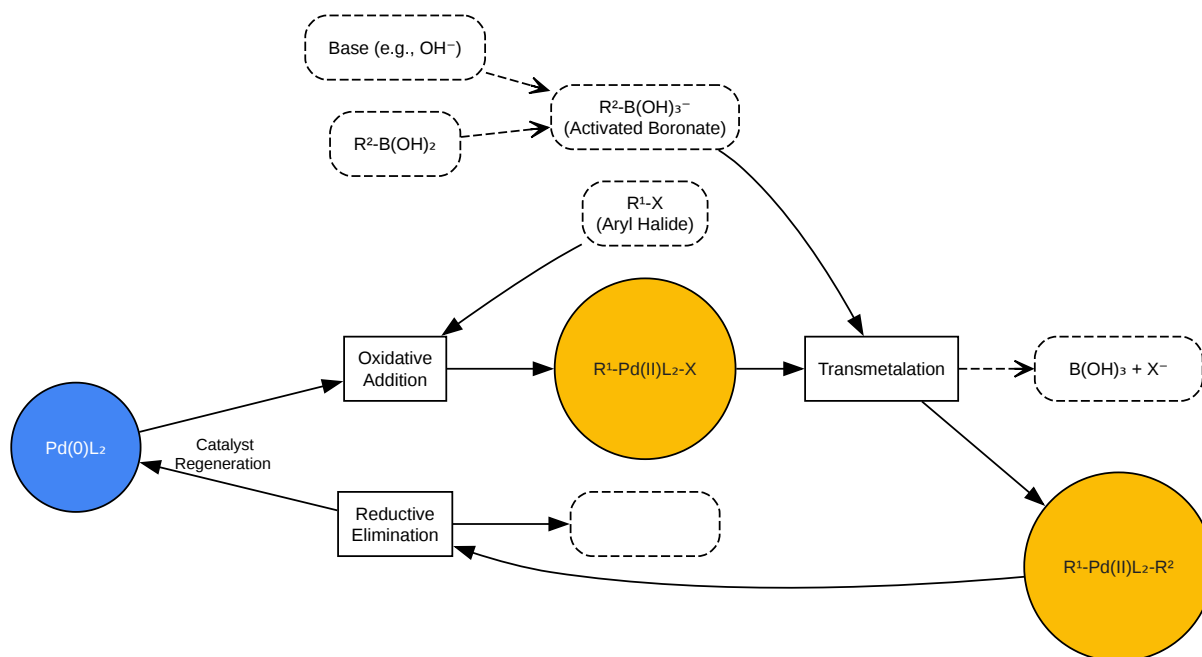 Base (e.g., OH⁻)
R²-B(OH)₃⁻
(Activated Boronate)
R²-B(OH)₂
R¹-X
(Aryl Halide)
Oxidative
Addition
R¹-Pd(II)L₂-X
Transmetalation
B(OH)₃ + X⁻
Pd(0)L₂
Catalyst
Regeneration
Reductive
Elimination
R¹-Pd(II)L₂-R²